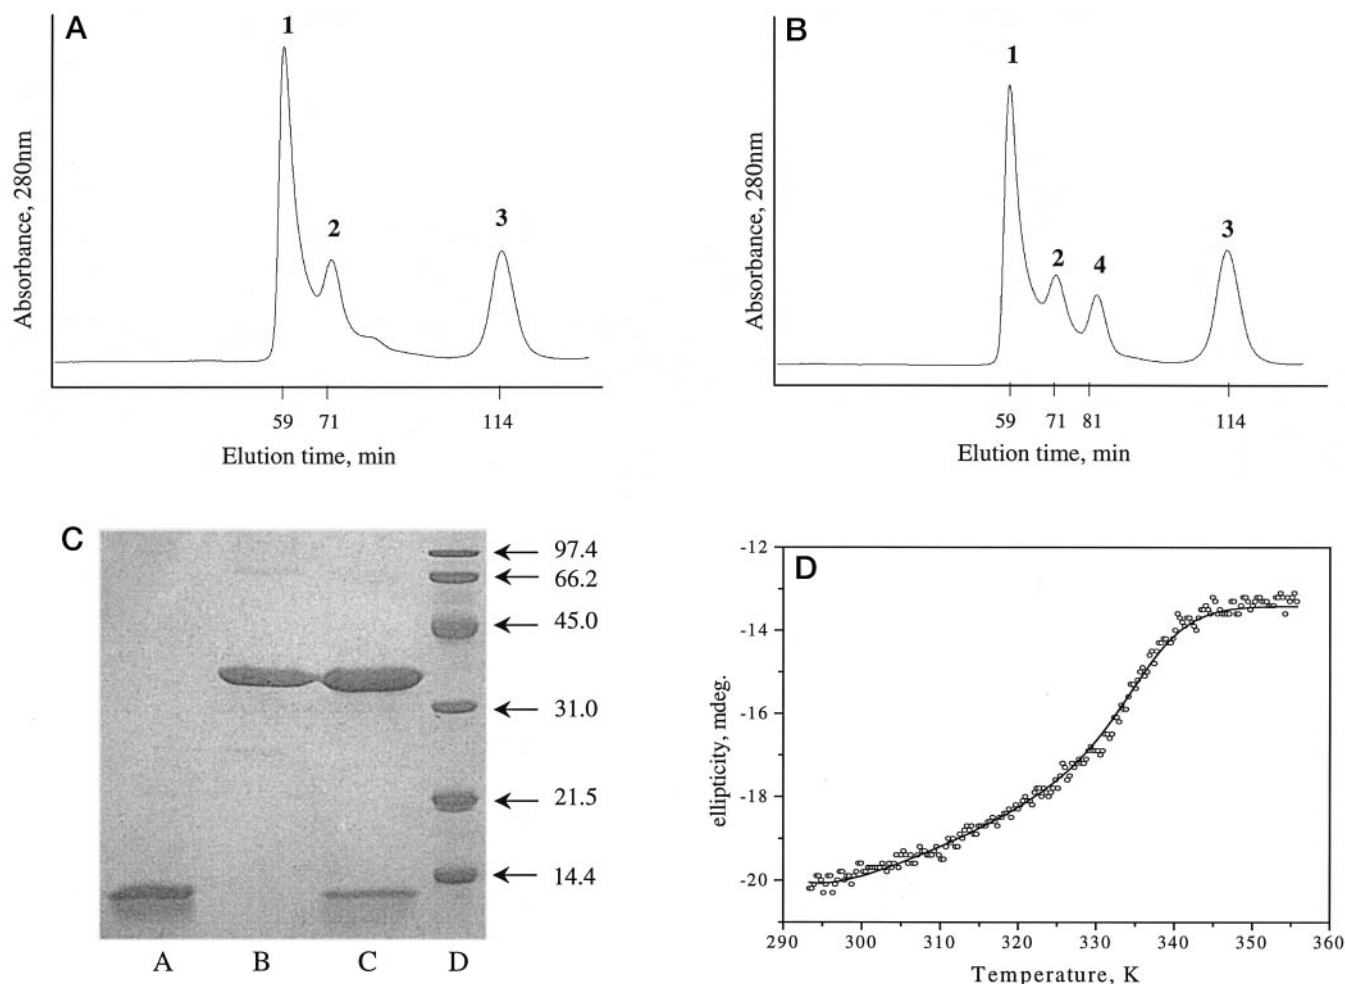 A
1
2
3
Absorbance, 280nm
59 71 114
Elution time, min
B
1
2
4
3
Absorbance, 280nm
59 71 81 114
Elution time, min
C
97.4
66.2
45.0
31.0
21.5
14.4
A B C D
D
-12
-14
-16
-18
-20
ellipticity, mdeg.
290 300 310 320 330 340 350 360
Temperature, K